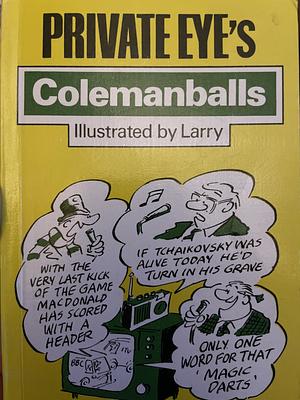 PRIVATE EYE'S
Colemanballs
Illustrated by Larry
WITH THE
VERY LAST KICK
OF THE GAME
MACDONALD
HAS SCORED
WITH A
HEADER
IF TCHAIKOVSKY WAS
ALIVE TODAY HE'D
TURN IN HIS GRAVE
ONLY ONE
WORD FOR THAT
'MAGIC
DARTS'
BBC
ITV